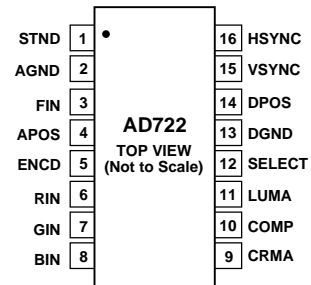 STND 1 16 HSYNC
AGND 2 15 VSYNC
FIN 3 14 DPOS
APOS 4 13 DGND
ENCD 5 12 SELECT
RIN 6 11 LUMA
GIN 7 10 COMP
BIN 8 9 CRMA
AD722
TOP VIEW
(Not to Scale)